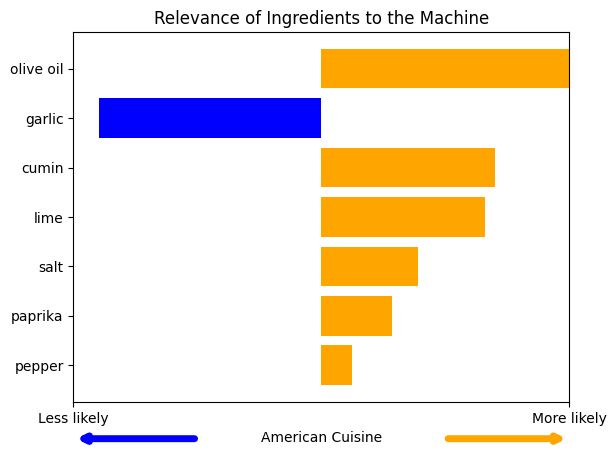 Relevance of Ingredients to the Machine
olive oil
garlic
cumin
lime
salt
paprika
pepper
Less likely
More likely
American Cuisine